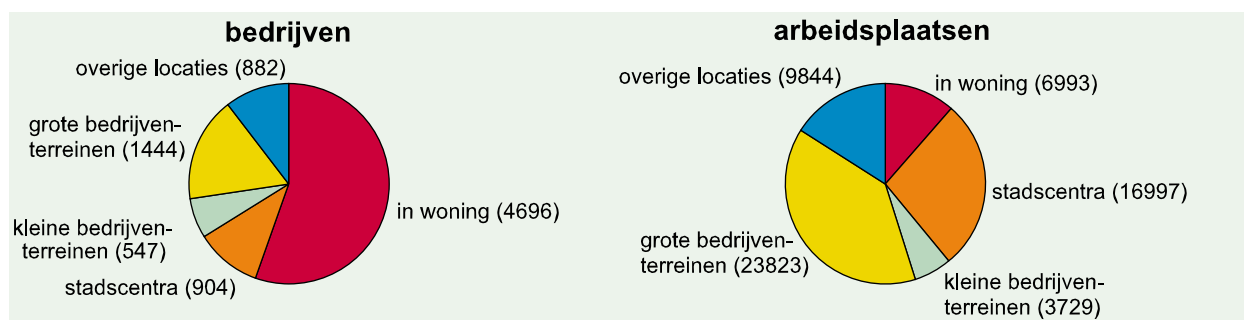 bedrijven
overige locaties (882)
grote bedrijven-
terreinen (1444)
kleine bedrijven-
terreinen (547)
stadscentra (904)
in woning (4696)
arbeidsplaatsen
overige locaties (9844)
in woning (6993)
stadscentra (16997)
grote bedrijven-
terreinen (23823)
kleine bedrijven-
terreinen (3729)